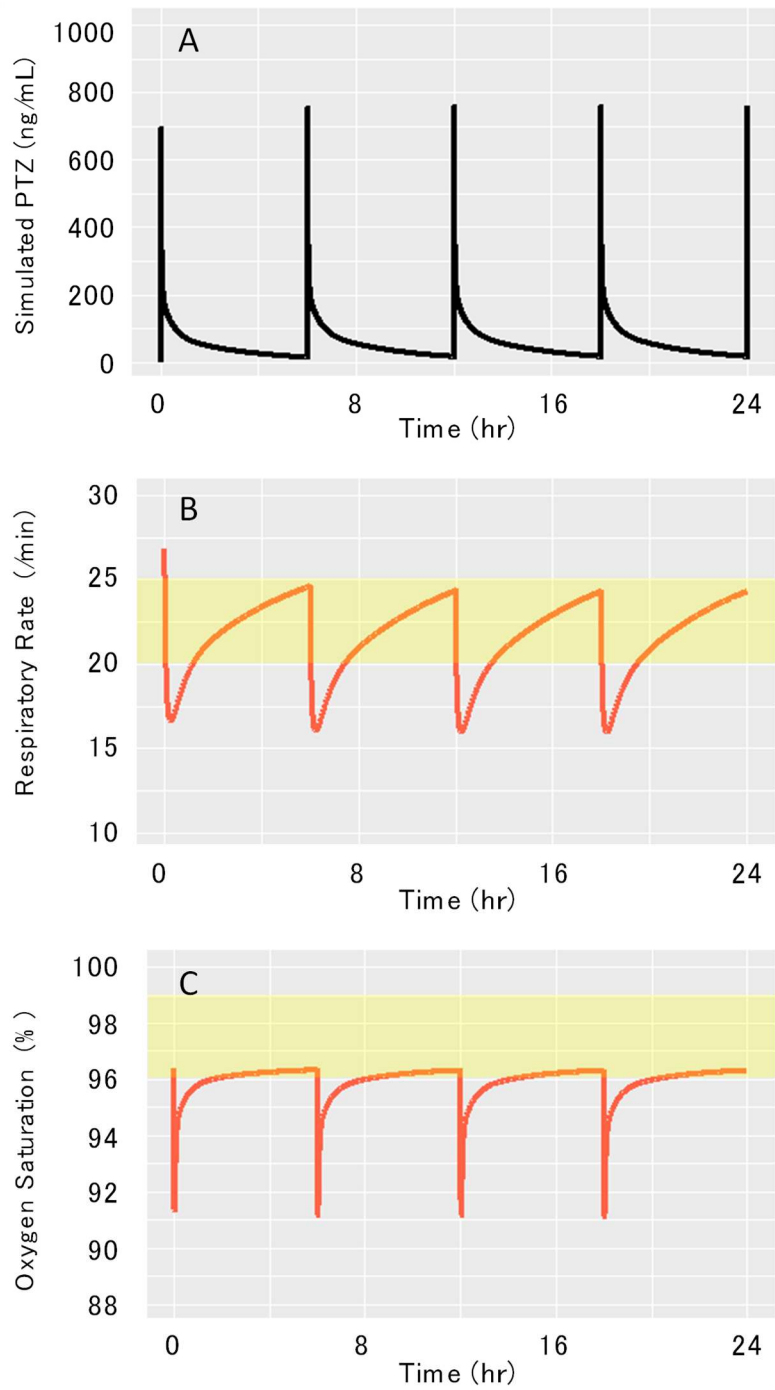 A
1000
800
600
400
200
0
Simulated PTZ (ng/mL)
0 8 16 24
Time (hr)
B
30
25
20
15
10
Respiratory Rate (/min)
0 8 16 24
Time (hr)
C
100
98
96
94
92
90
88
Oxygen Saturation (%)
0 8 16 24
Time (hr)